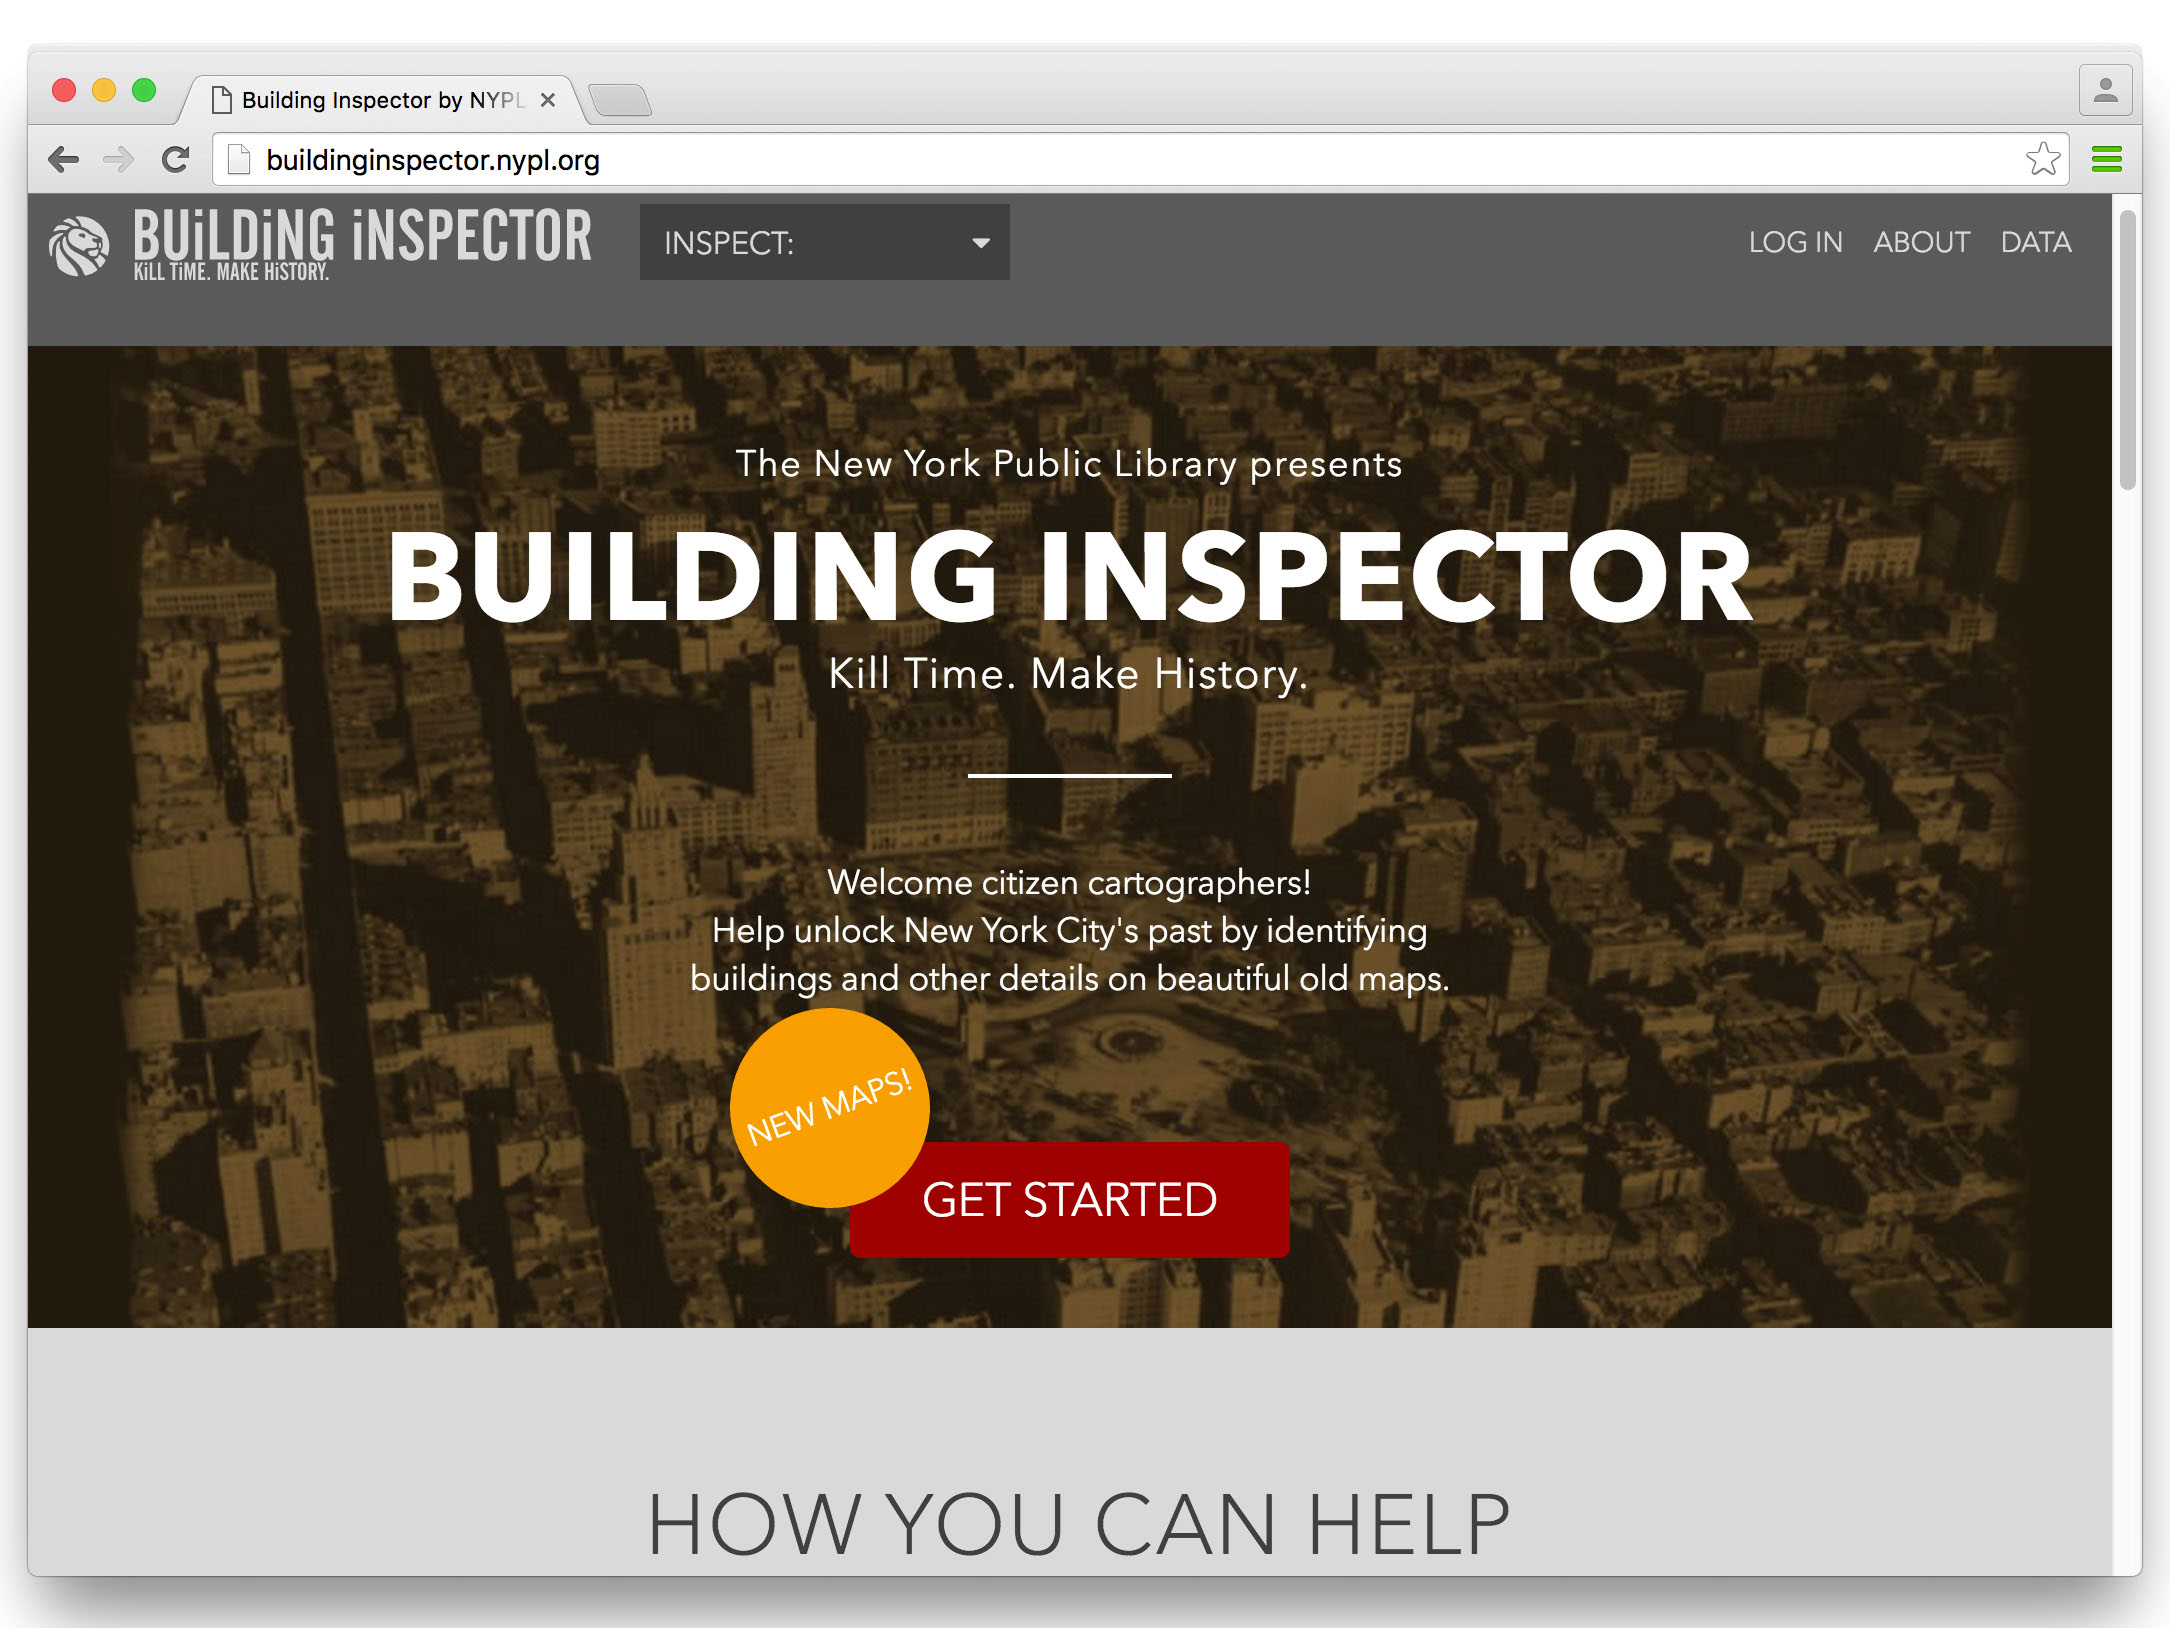 Building Inspector by NYPL
buildinginspector.nypl.org
BUiLDiNG iNSPECTOR
KiLL TiME. MAKE HiSTORY.
INSPECT:
LOG IN ABOUT DATA
The New York Public Library presents
BUILDING INSPECTOR
Kill Time. Make History.
Welcome citizen cartographers!
Help unlock New York City's past by identifying
buildings and other details on beautiful old maps.
NEW MAPS!
GET STARTED
HOW YOU CAN HELP